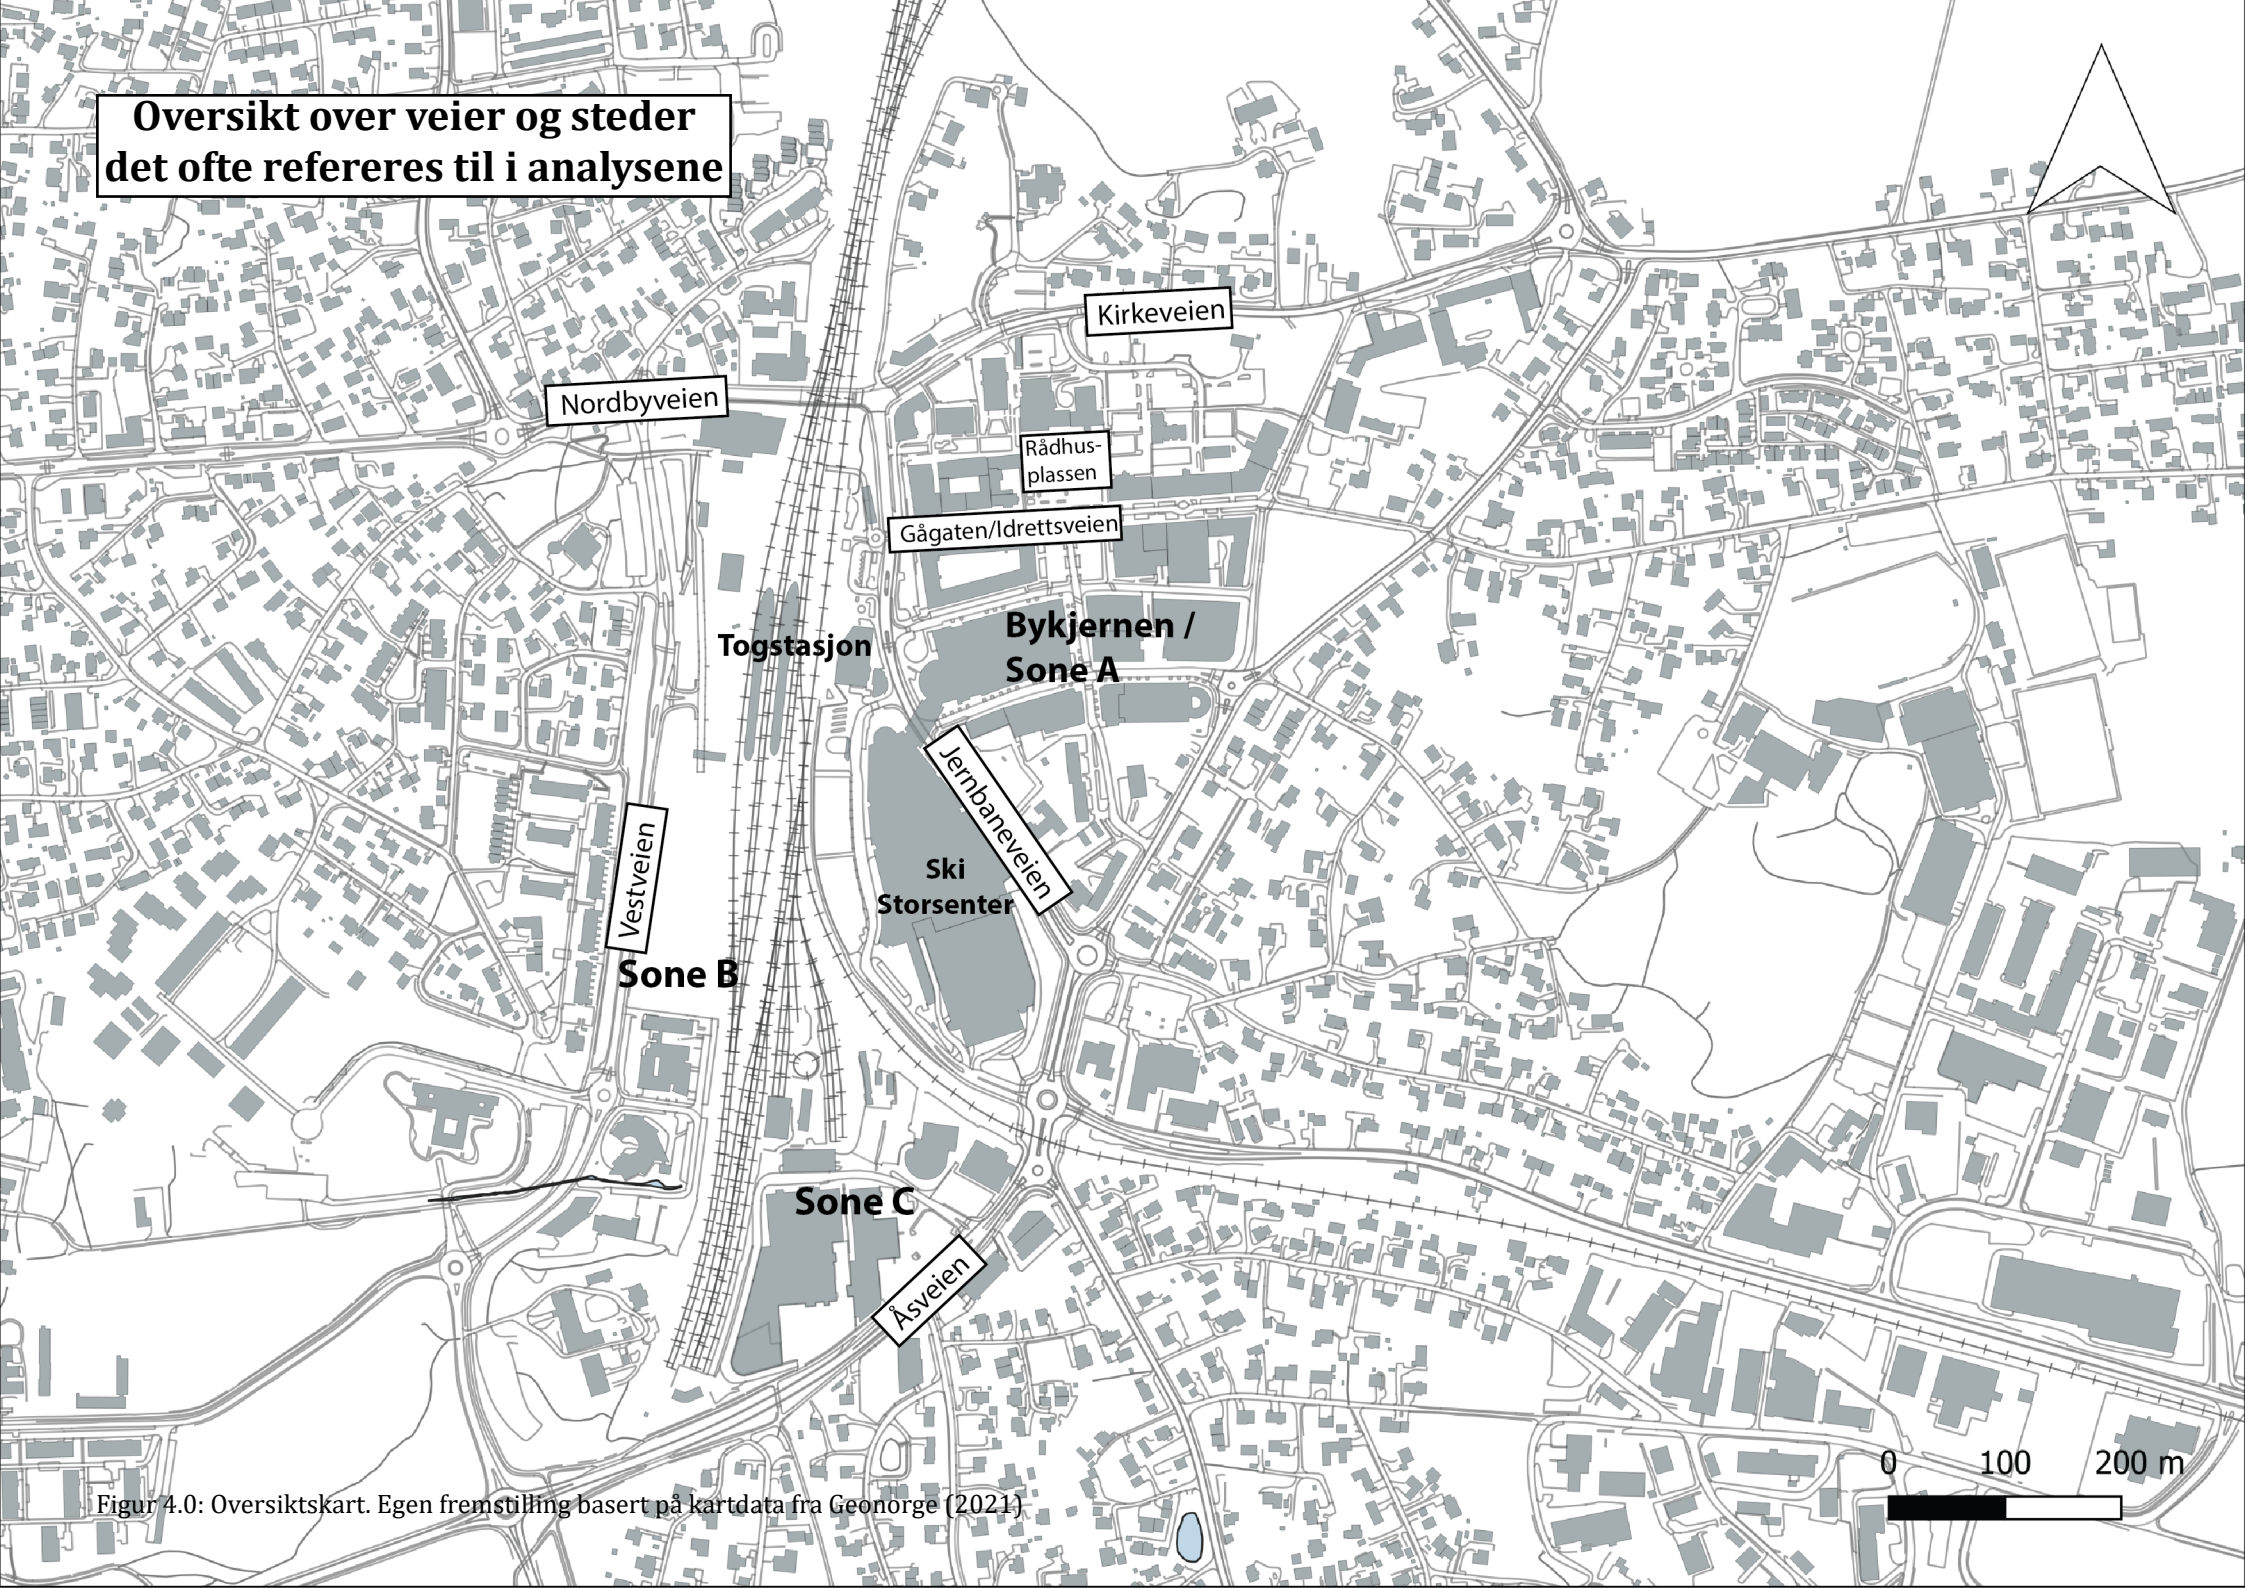 Oversikt over veier og steder
det ofte refereres til i analysene
Kirkeveien
Nordbyveien
Rådhus-
plassen
Gågaten/Idrettsveien
Bykjernen /
Sone A
Togstasjon
Jernbaneveien
Vestveien
Ski
Storsenter
Sone B
Sone C
Åsveien
0 100 200 m
Figur 4.0: Oversiktskart. Egen fremstilling basert på kartdata fra Geonorge (2021)